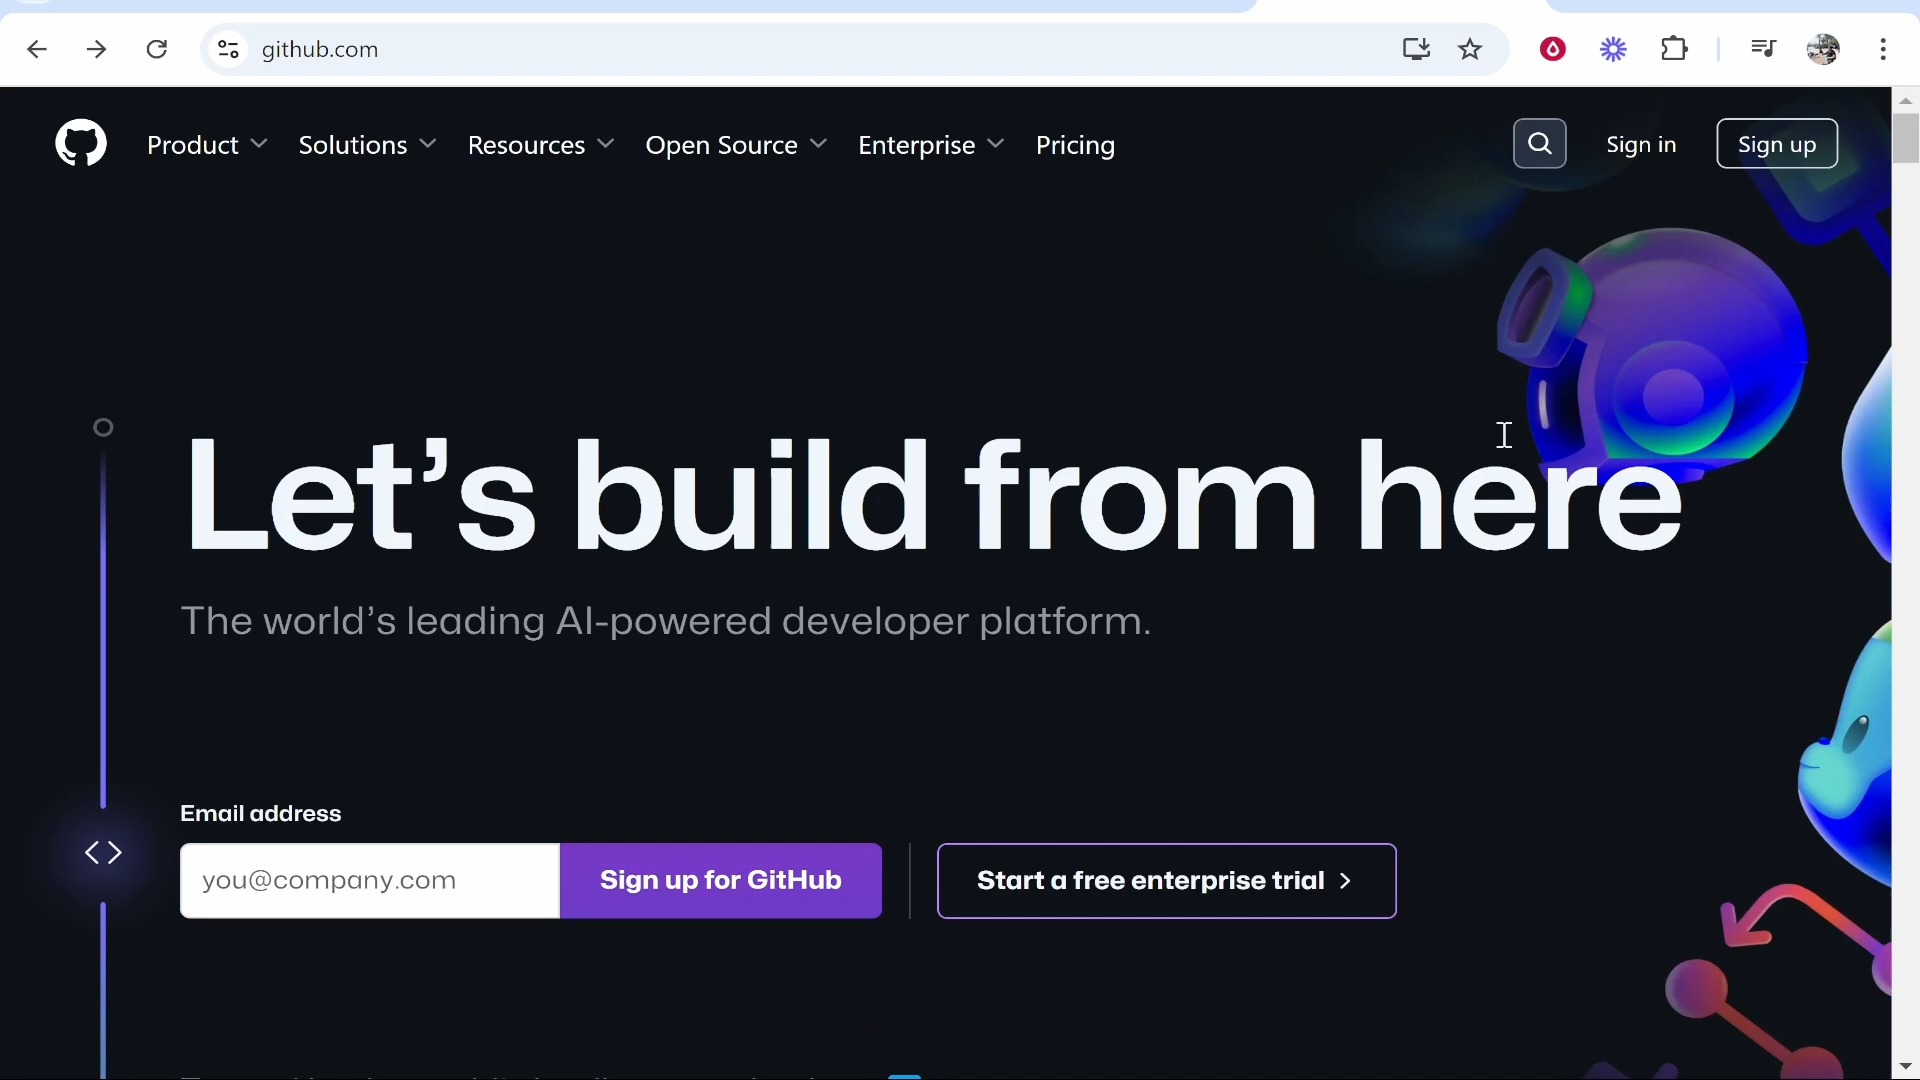 github.com
Product
Solutions
Resources
Open Source
Enterprise
Pricing
Sign in
Sign up
Let’s build from here
The world’s leading AI-powered developer platform.
Email address
you@company.com
Sign up for GitHub
Start a free enterprise trial